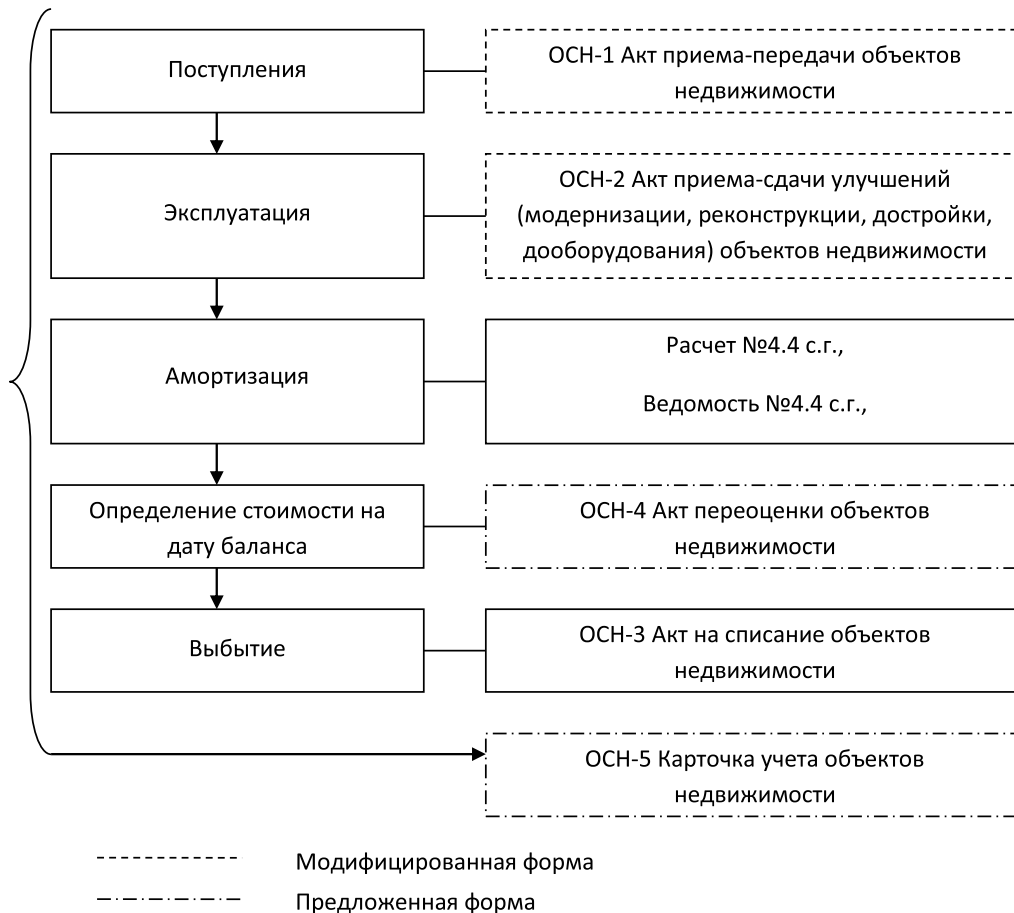 Поступления
ОСН-1 Акт приема-передачи объектов
недвижимости
Эксплуатация
ОСН-2 Акт приема-сдачи улучшений
(модернизации, реконструкции, достройки,
дооборудования) объектов недвижимости
Амортизация
Расчет №4.4 с.г.,
Ведомость №4.4 с.г.,
Определение стоимости на
дату баланса
ОСН-4 Акт переоценки объектов
недвижимости
Выбытие
ОСН-3 Акт на списание объектов
недвижимости
ОСН-5 Карточка учета объектов
недвижимости
Модифицированная форма
Предложенная форма